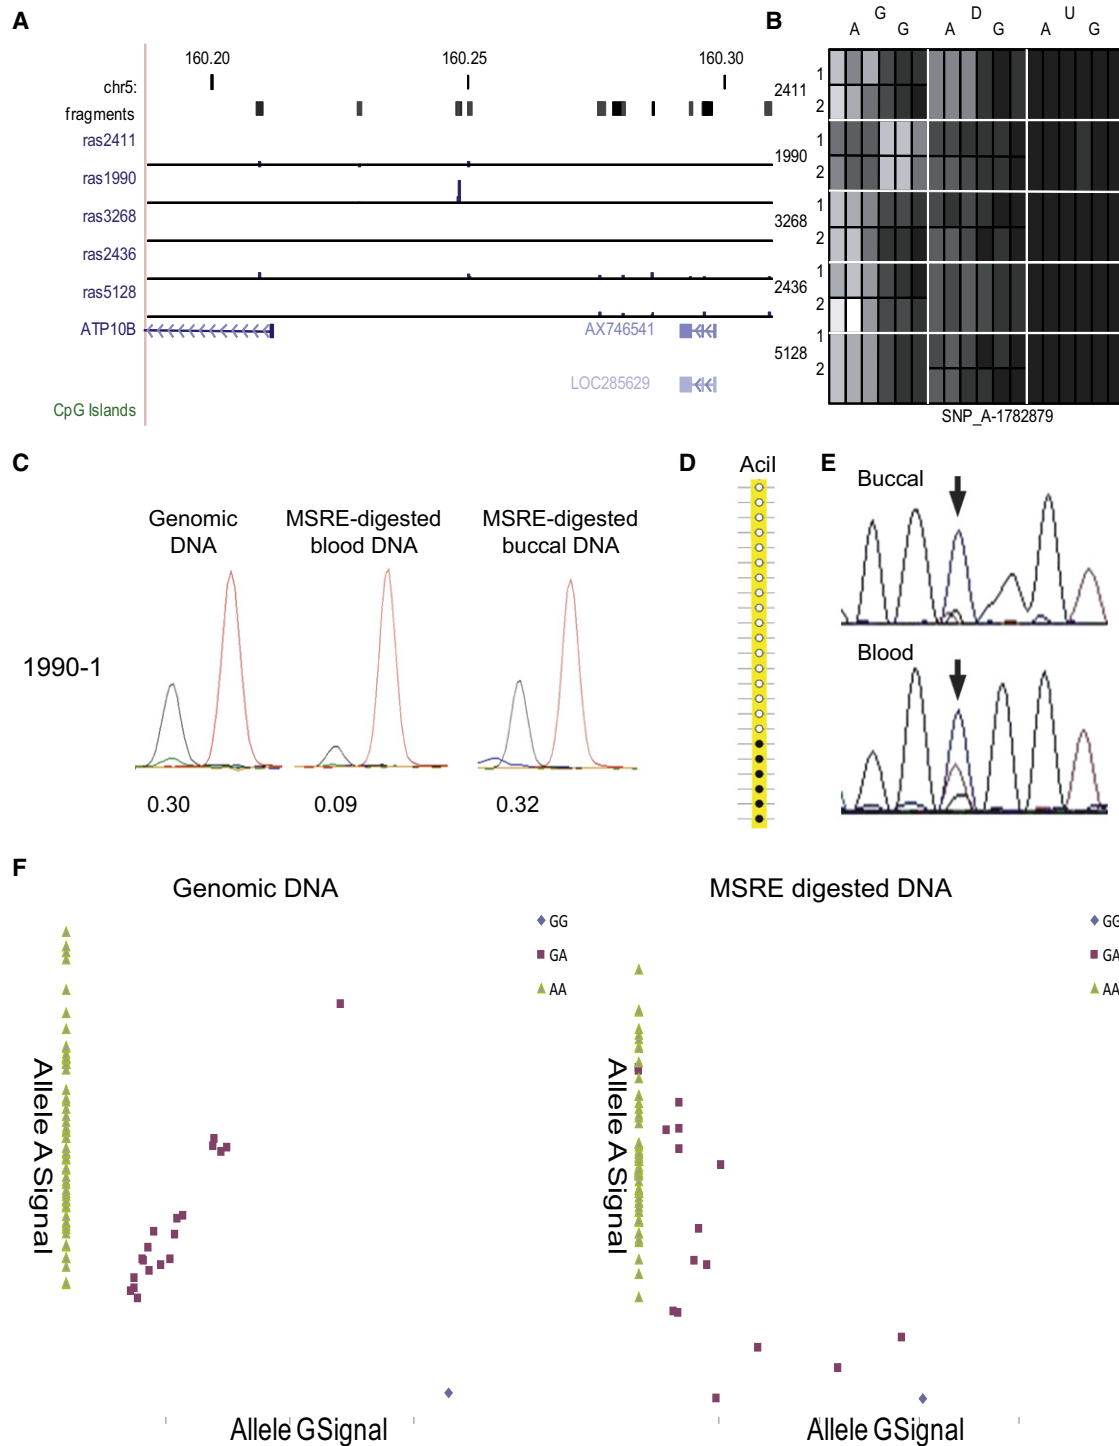 A
160.20 160.25 160.30
chr5:
fragments
ras2411
ras1990
ras3268
ras2436
ras5128
ATP10B
AX746541
LOC285629
CpG Islands
B
G D U
A G A G A G
2411 1 2
1990 1 2
3268 1 2
2436 1 2
5128 1 2
SNP_A-1782879
C
Genomic DNA
MSRE-digested blood DNA
MSRE-digested buccal DNA
1990-1
0.30 0.09 0.32
D
AciI
E
Buccal
Blood
F
Genomic DNA
GG
GA
AA
Allele A Signal
Allele GSignal
MSRE digested DNA
GG
GA
AA
Allele A Signal
Allele GSignal